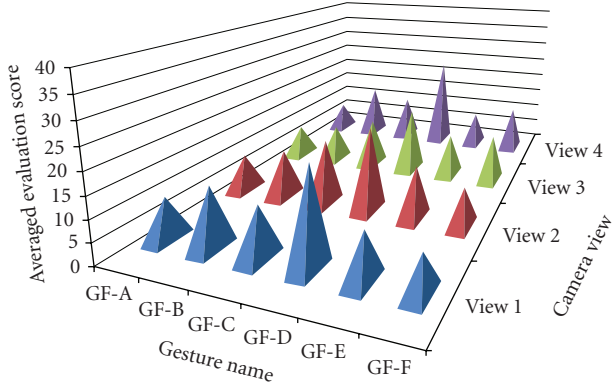 40
35
30
25
20
15
10
5
0
Averaged evaluation score
GF-A
GF-B
GF-C
GF-D
GF-E
GF-F
Gesture name
View 1
View 2
View 3
View 4
Camera view